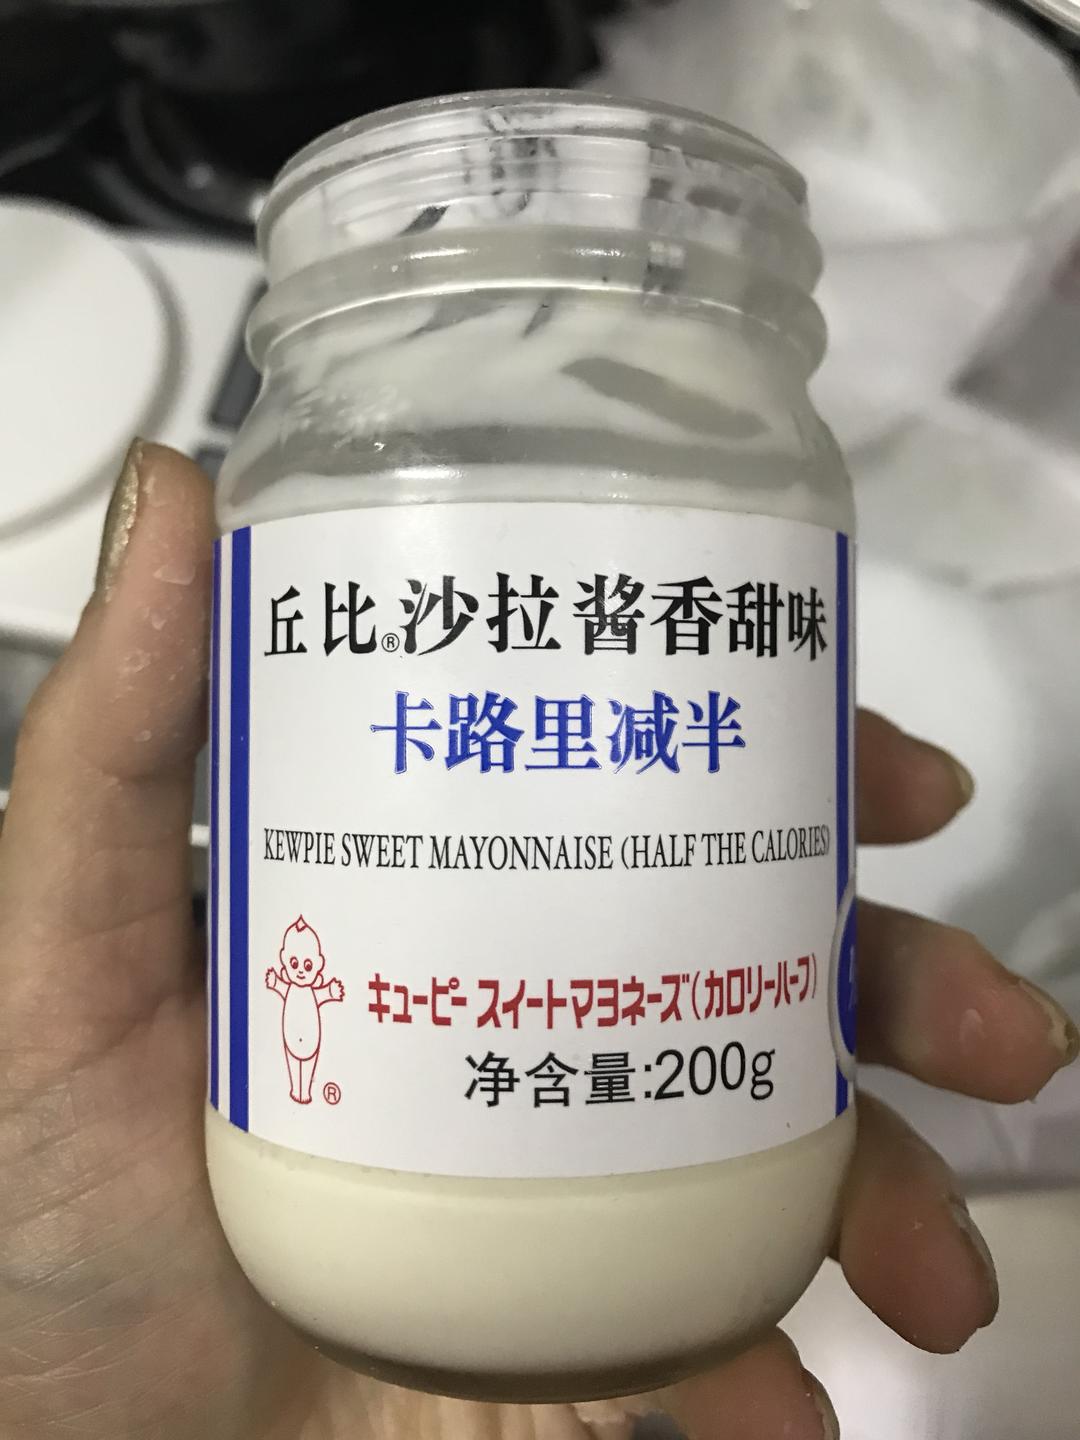 丘比®沙拉酱香甜味
卡路里减半
KEWPIE SWEET MAYONNAISE (HALF THE CALORIES)
キューピー スイートマヨネーズ(カロリーハーフ)
®
净含量:200g